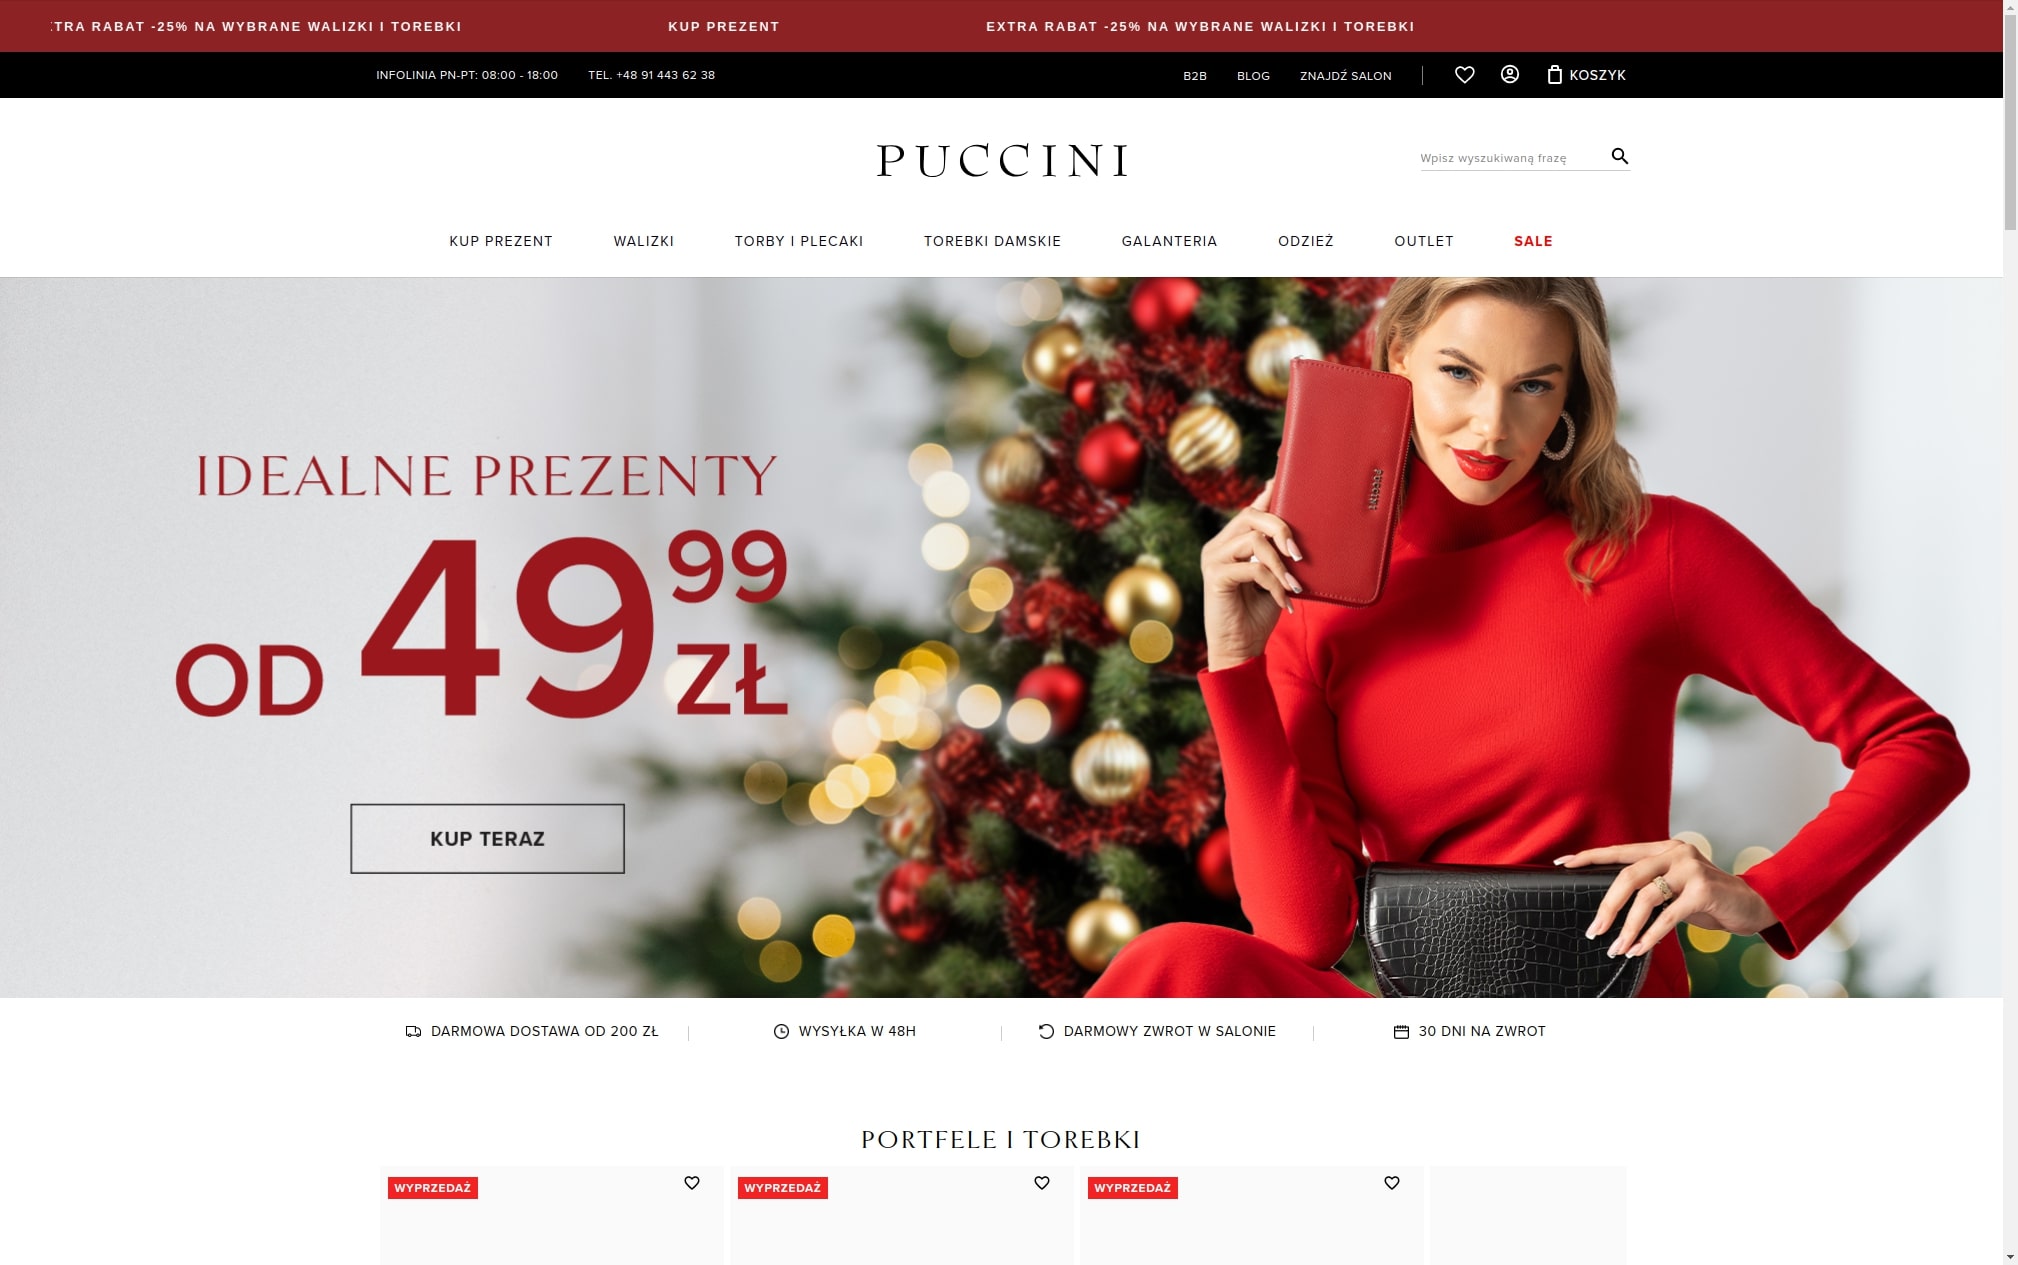 TRA RABAT -25% NA WYBRANE WALIZKI I TOREBKI
KUP PREZENT
EXTRA RABAT -25% NA WYBRANE WALIZKI I TOREBKI
INFOLINIA PN-PT: 08:00 - 18:00
TEL. +48 91 443 62 38
B2B
BLOG
ZNAJDŹ SALON
KOSZYK
PUCCINI
Wpisz wyszukiwaną frazę
KUP PREZENT
WALIZKI
TORBY I PLECAKI
TOREBKI DAMSKIE
GALANTERIA
ODZIEŻ
OUTLET
SALE
IDEALNE PREZENTY
OD 49 99 ZŁ
PUCCINI
KUP TERAZ
DARMOWA DOSTAWA OD 200 ZŁ
WYSYŁKA W 48H
DARMOWY ZWROT W SALONIE
30 DNI NA ZWROT
PORTFELE I TOREBKI
WYPRZEDAŻ
WYPRZEDAŻ
WYPRZEDAŻ